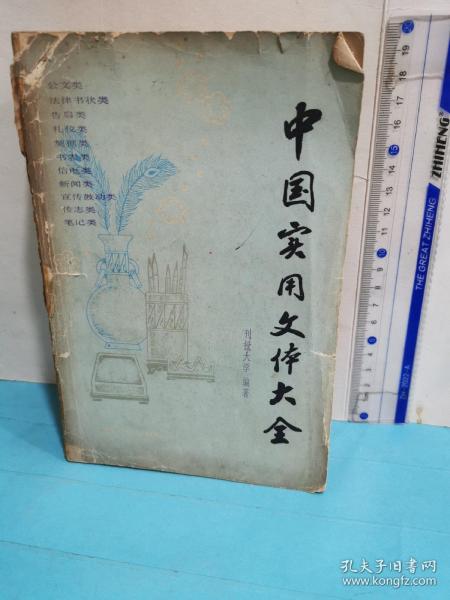 公文类
法律书状类
告启类
礼仪类
契据类
书表类
信电类
新闻类
宣传鼓动类
传志类
笔记类
中国实用文体大全
刊授大学 编著
ZHIHENG
THE GREAT ZHIHENG
孔夫子旧书网
www.kongfz.com